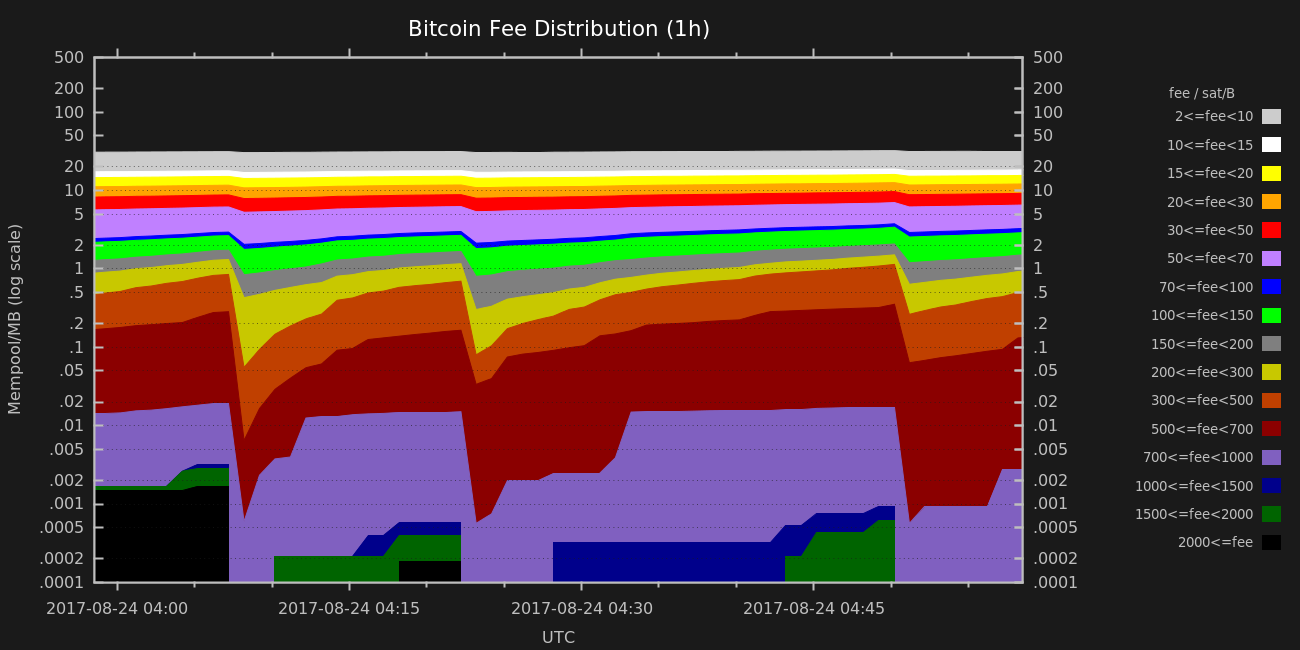 Bitcoin Fee Distribution (1h)
500 500
200 200
100 100
50 50
20 20
10 10
5 5
2 2
1 1
.5 .5
.2 .2
.1 .1
.05 .05
.02 .02
.01 .01
.005 .005
.002 .002
.001 .001
.0005 .0005
.0002 .0002
.0001 .0001
Mempool/MB (log scale)
2017-08-24 04:00 2017-08-24 04:15 2017-08-24 04:30 2017-08-24 04:45
UTC
fee / sat/B
2<=fee<10
10<=fee<15
15<=fee<20
20<=fee<30
30<=fee<50
50<=fee<70
70<=fee<100
100<=fee<150
150<=fee<200
200<=fee<300
300<=fee<500
500<=fee<700
700<=fee<1000
1000<=fee<1500
1500<=fee<2000
2000<=fee